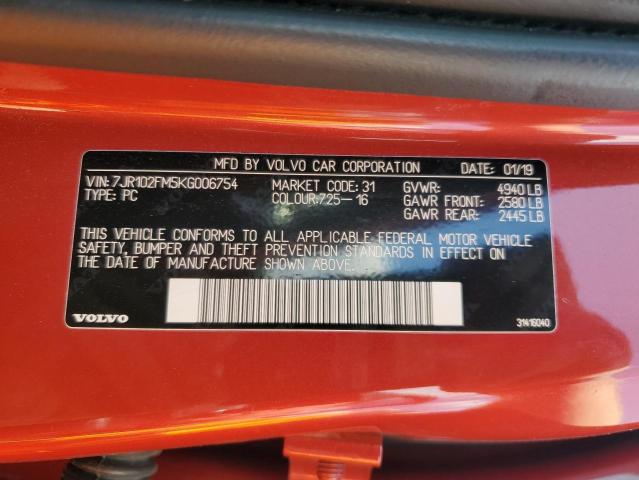 MFD BY VOLVO CAR CORPORATION DATE: 01/19
VIN: 7JR102FM5KG006754 MARKET CODE: 31 GVWR: 4940 LB
TYPE: PC COLOUR: 725-16 GAWR FRONT: 2580 LB
GAWR REAR: 2445 LB
THIS VEHICLE CONFORMS TO ALL APPLICABLE FEDERAL MOTOR VEHICLE
SAFETY, BUMPER AND THEFT PREVENTION STANDARDS IN EFFECT ON
THE DATE OF MANUFACTURE SHOWN ABOVE.
VOLVO 31416040